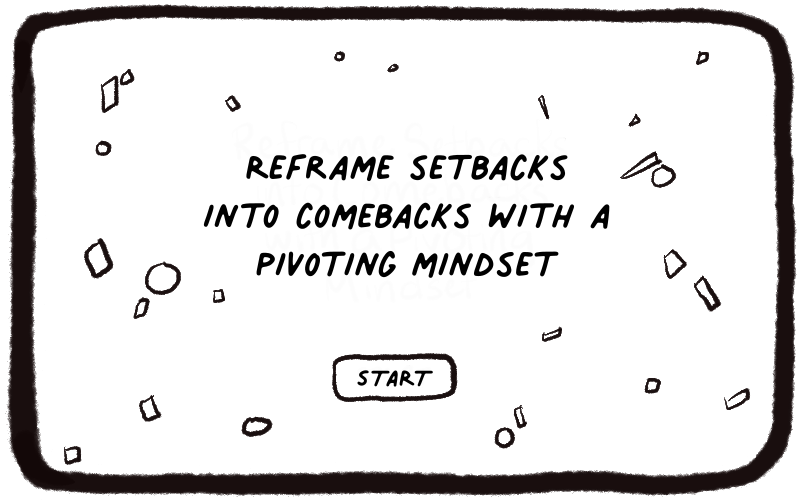 REFRAME SETBACKS
INTO COMEBACKS WITH A
PIVOTING MINDSET
START